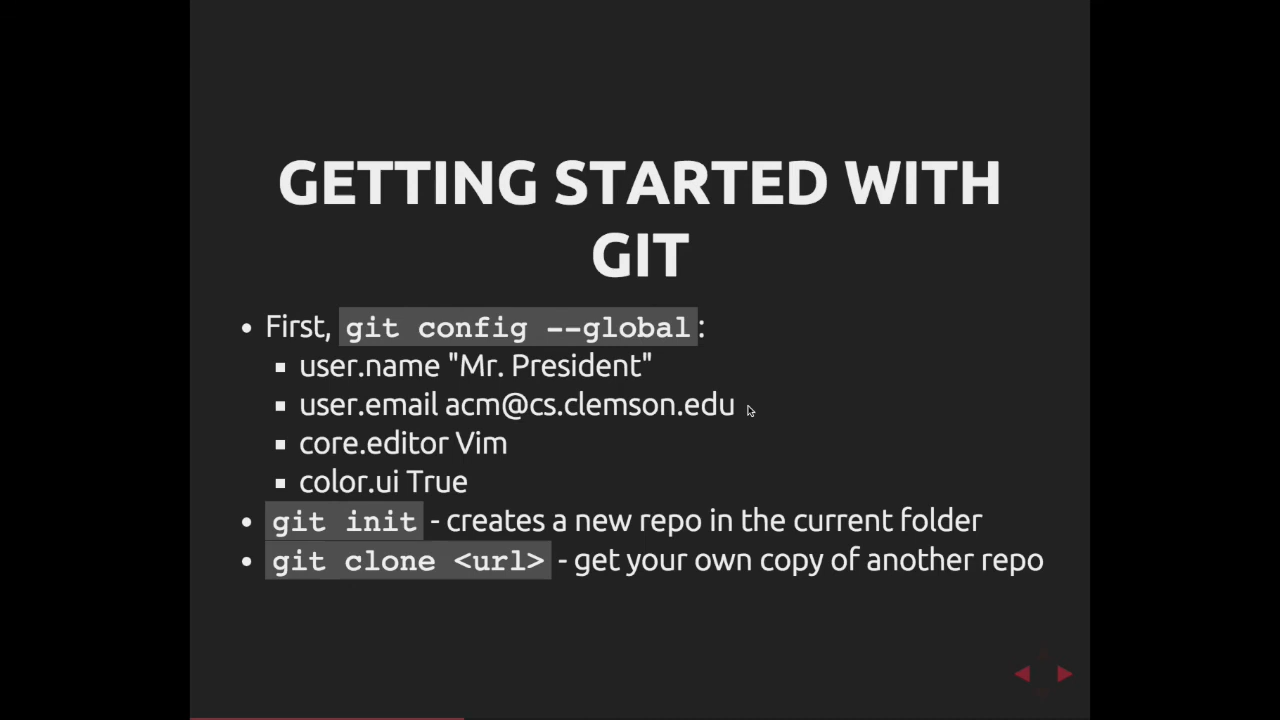 GETTING STARTED WITH
GIT
First, git config --global:
user.name "Mr. President"
user.email acm@cs.clemson.edu
core.editor Vim
color.ui True
git init - creates a new repo in the current folder
git clone <url> - get your own copy of another repo